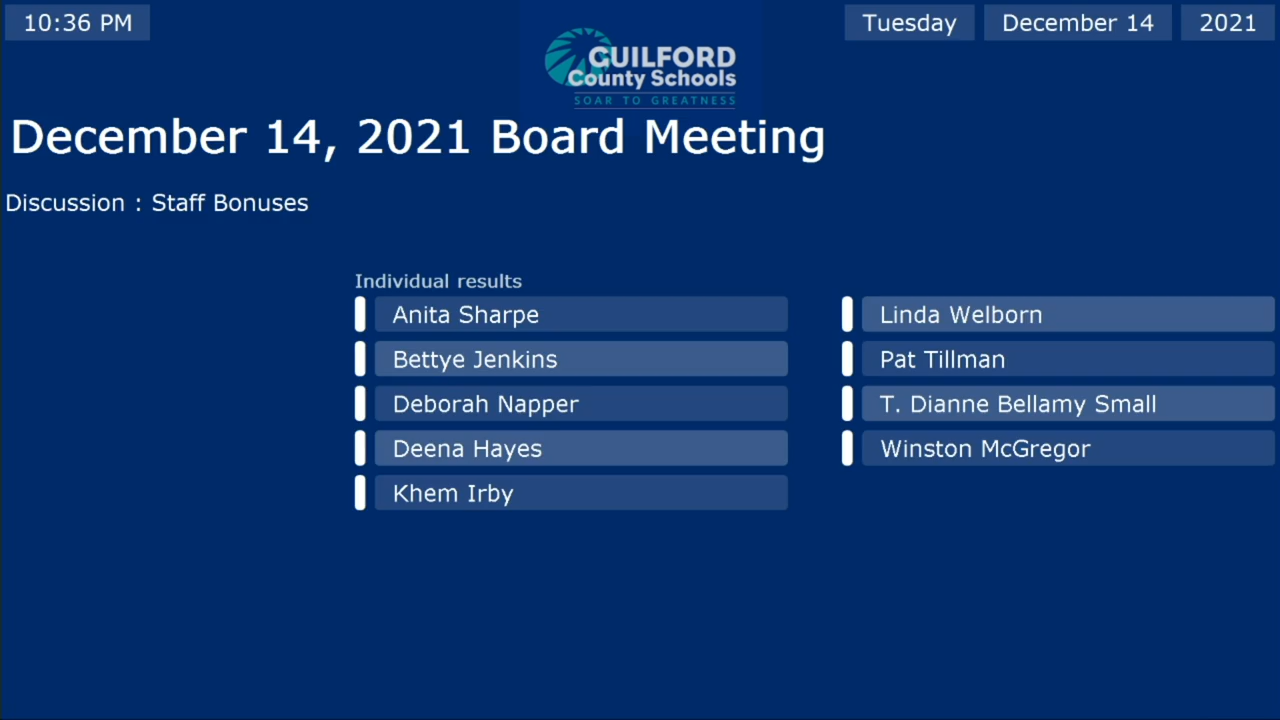 10:36 PM
Tuesday
December 14
2021
GUILFORD
County Schools
SOAR TO GREATNESS
December 14, 2021 Board Meeting
Discussion : Staff Bonuses
Individual results
Anita Sharpe
Bettye Jenkins
Deborah Napper
Deena Hayes
Khem Irby
Linda Welborn
Pat Tillman
T. Dianne Bellamy Small
Winston McGregor